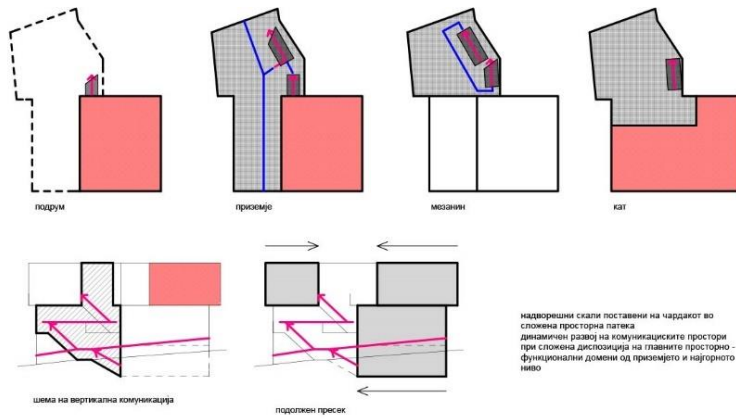 подрум
приземје
мезанин
кат
шема на вертикална комуникација
подолжен пресек
надворешни скали поставени на чардакот во
сложена просторна патека
динамичен развој на комуникациските простори
при сложена диспозиција на главните просторно -
функционални домени од приземјето и најгорното
ниво